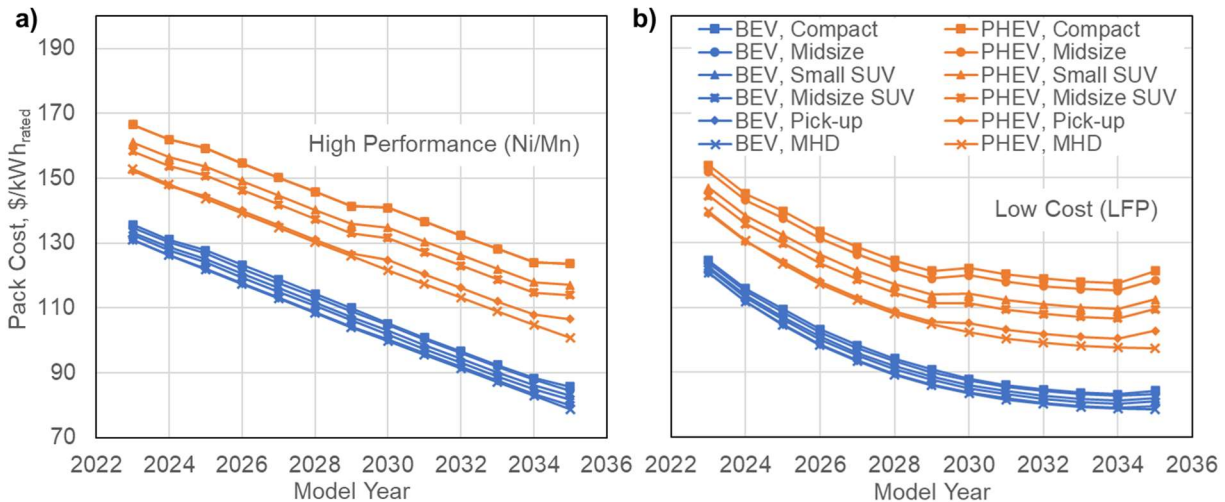 a)
Pack Cost, $/kWhrated
190
170
150
130
110
90
70
High Performance (Ni/Mn)
2022 2024 2026 2028 2030 2032 2034 2036
Model Year
b)
BEV, Compact
BEV, Midsize
BEV, Small SUV
BEV, Midsize SUV
BEV, Pick-up
BEV, MHD
PHEV, Compact
PHEV, Midsize
PHEV, Small SUV
PHEV, Midsize SUV
PHEV, Pick-up
PHEV, MHD
Low Cost (LFP)
2022 2024 2026 2028 2030 2032 2034 2036
Model Year